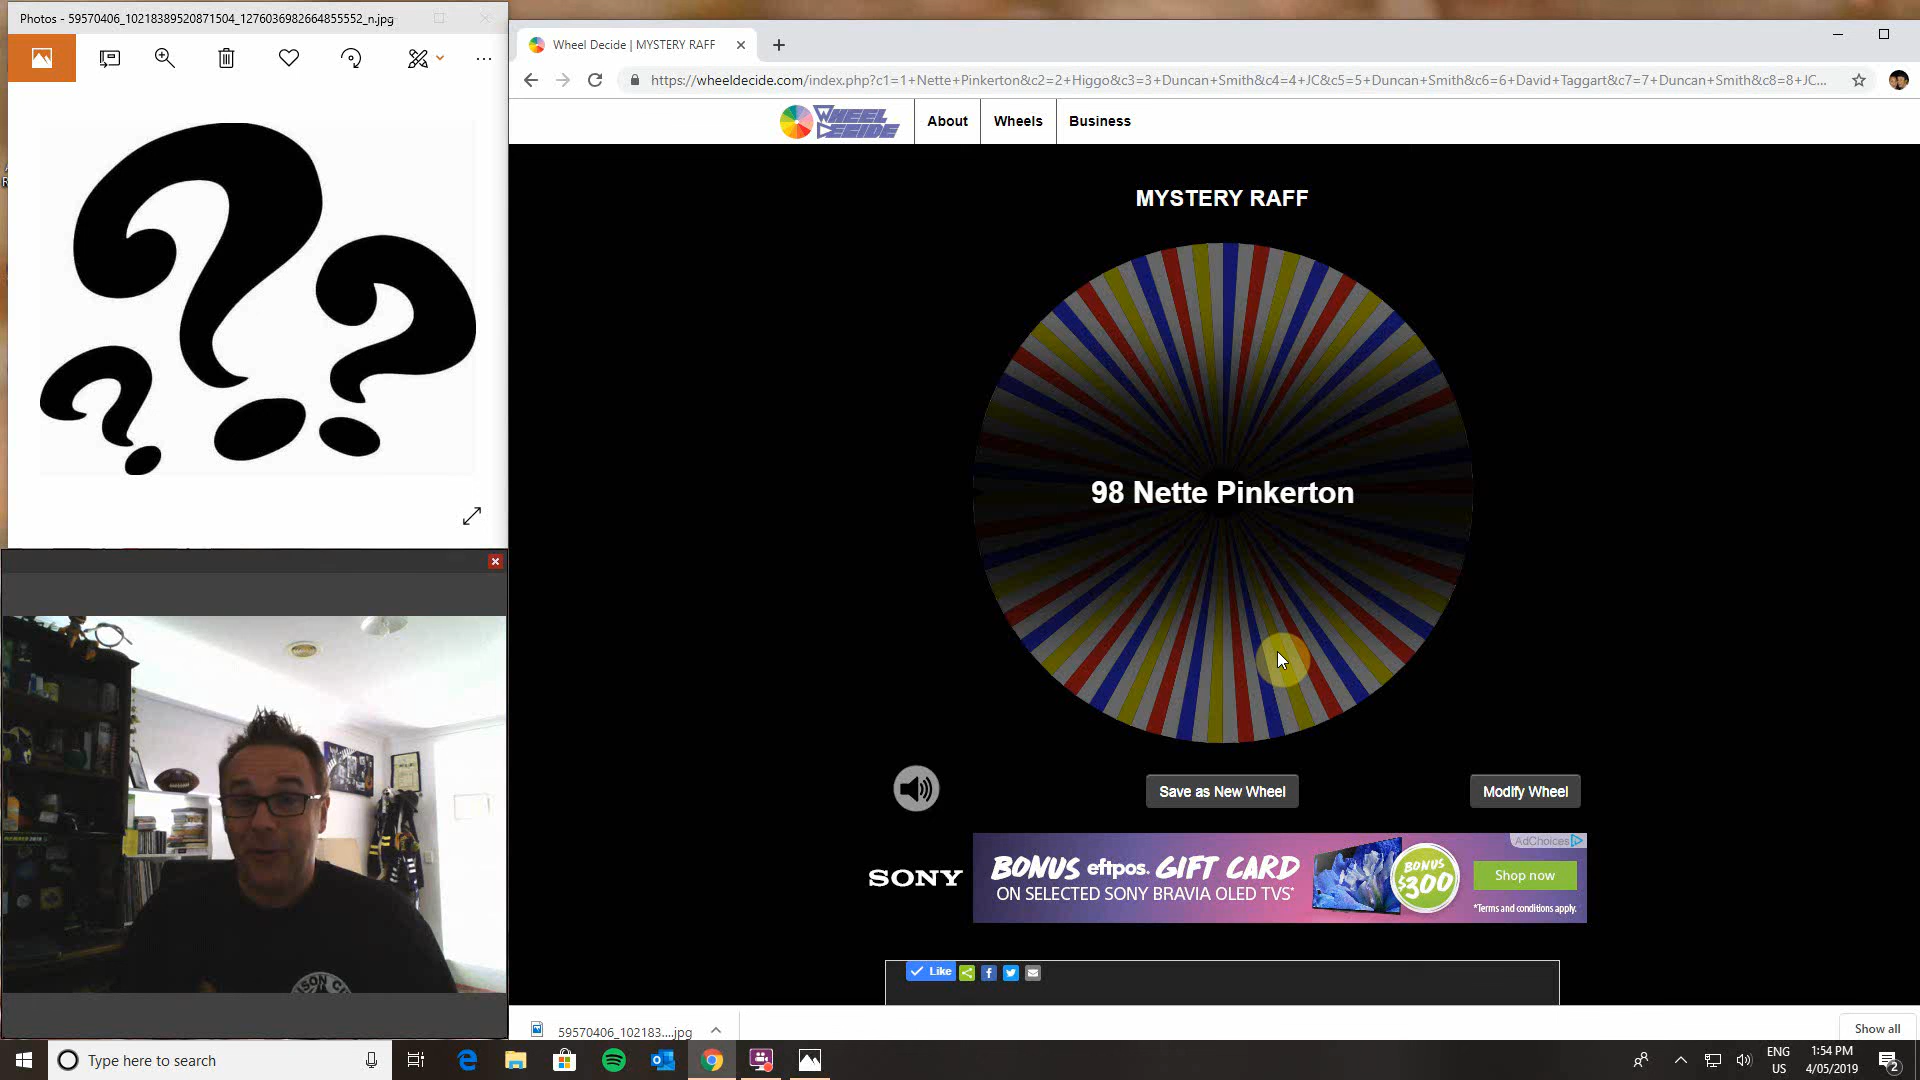 Photos - 59570406_10218389520871504_1276036982664855552_n.jpg
Wheel Decide | MYSTERY RAFF
https://wheeldecide.com/index.php?c1=1+Nette+Pinkerton&c2=2+Higgo&c3=3+Duncan+Smith&c4=4+JC&c5=5+Duncan+Smith&c6=6+David+Taggart&c7=7+Duncan+Smith&c8=8+JC...
WHEEL DECIDE
About
Wheels
Business
MYSTERY RAFF
98 Nette Pinkerton
Save as New Wheel
Modify Wheel
SONY
BONUS eftpos. GIFT CARD
ON SELECTED SONY BRAVIA OLED TVS*
BONUS
$300
AdChoices
Shop now
*Terms and conditions apply.
Like
59570406_102183....jpg
Show all
Type here to search
ENG
US
1:54 PM
4/05/2019
2